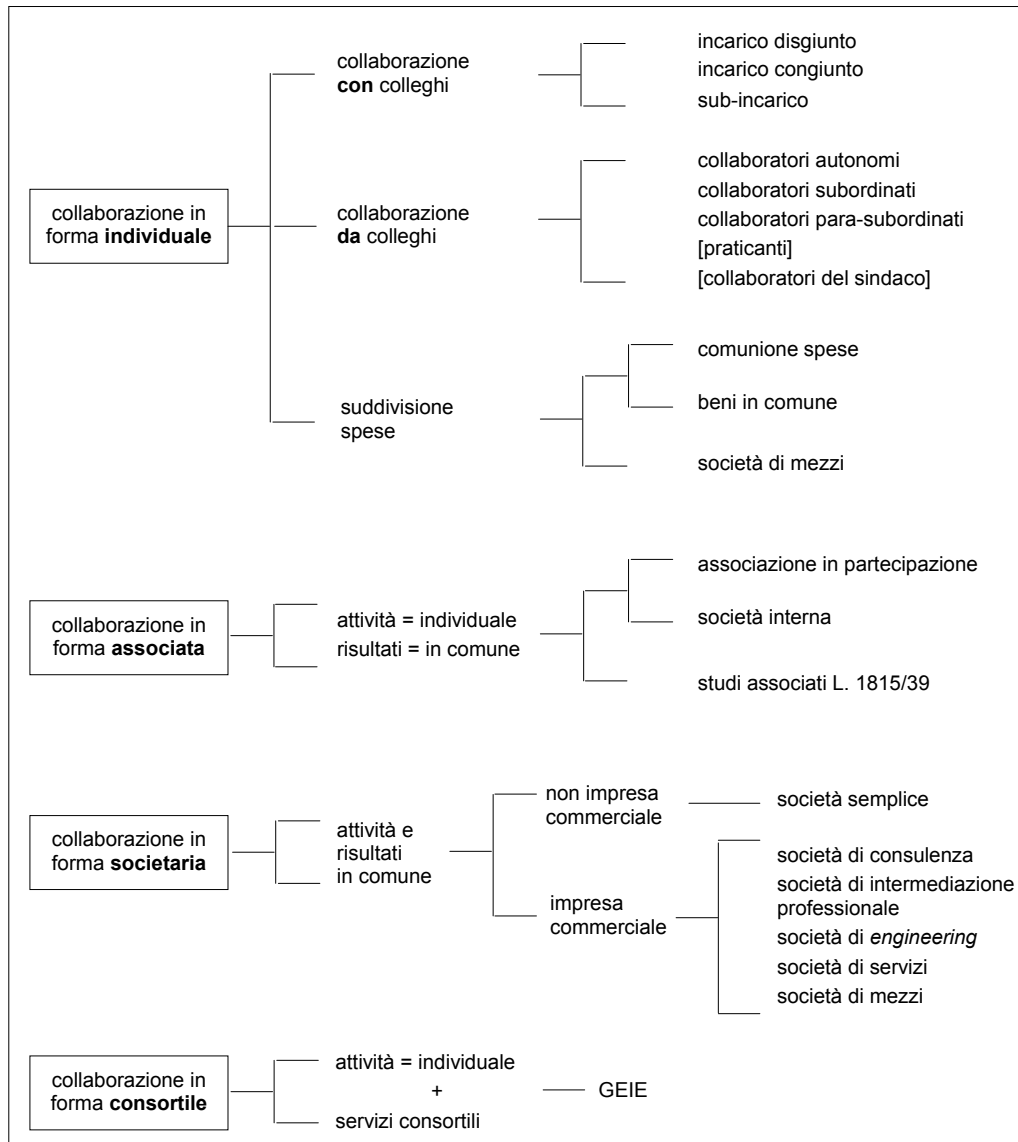 collaborazione in
forma individuale
collaborazione
con colleghi
incarico disgiunto
incarico congiunto
sub-incarico
collaborazione
da colleghi
collaboratori autonomi
collaboratori subordinati
collaboratori para-subordinati
[praticanti]
[collaboratori del sindaco]
suddivisione
spese
comunione spese
beni in comune
società di mezzi
collaborazione in
forma associata
attività = individuale
risultati = in comune
associazione in partecipazione
società interna
studi associati L. 1815/39
collaborazione in
forma societaria
attività e
risultati
in comune
non impresa
commerciale
società semplice
impresa
commerciale
società di consulenza
società di intermediazione
professionale
società di engineering
società di servizi
società di mezzi
collaborazione in
forma consortile
attività = individuale
+
servizi consortili
GEIE